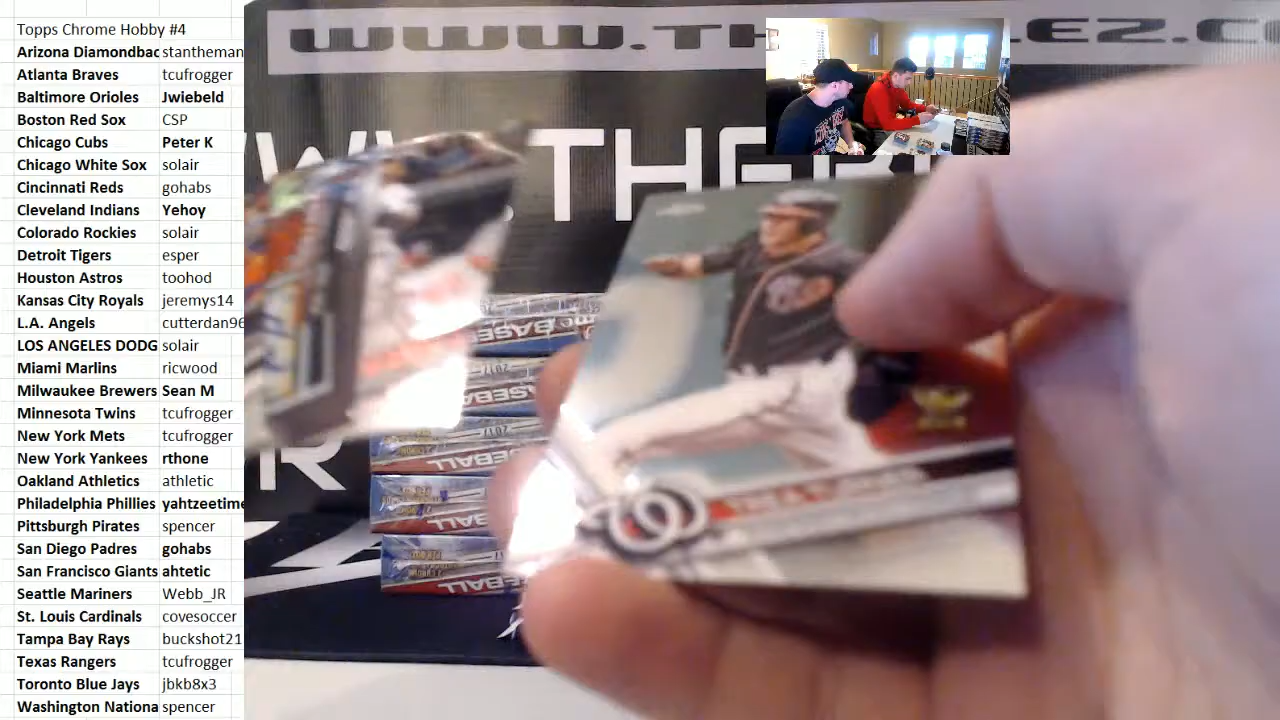 Topps Chrome Hobby #4
Arizona Diamondbac stantheman
Atlanta Braves tcufrogger
Baltimore Orioles Jwiebeld
Boston Red Sox CSP
Chicago Cubs Peter K
Chicago White Sox solair
Cincinnati Reds gohabs
Cleveland Indians Yehoy
Colorado Rockies solair
Detroit Tigers esper
Houston Astros toohod
Kansas City Royals jeremys14
L.A. Angels cutterdan96
LOS ANGELES DODG solair
Miami Marlins ricwood
Milwaukee Brewers Sean M
Minnesota Twins tcufrogger
New York Mets tcufrogger
New York Yankees rthone
Oakland Athletics athletic
Philadelphia Phillies yahtzeetime
Pittsburgh Pirates spencer
San Diego Padres gohabs
San Francisco Giants ahtetic
Seattle Mariners Webb_JR
St. Louis Cardinals covesoccer
Tampa Bay Rays buckshot21
Texas Rangers tcufrogger
Toronto Blue Jays jbkb8x3
Washington Nationa spencer
WWW.TH EZ.C
WW.THE
BASEBALL
BASEBALL